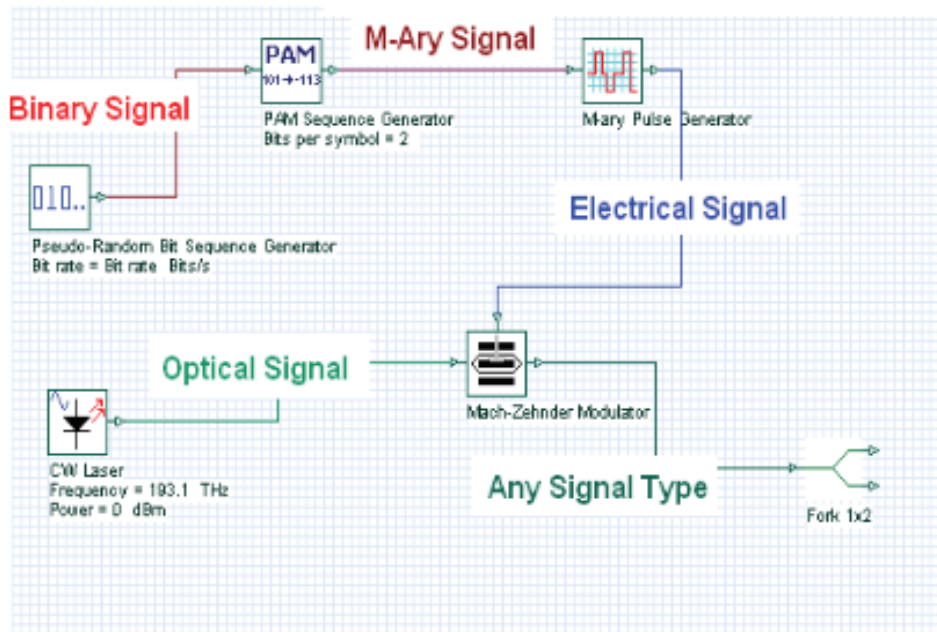 M-Ary Signal
PAM
101→-113
Binary Signal
PAM Sequence Generator
Bits per symbol = 2
M-ary Pulse Generator
010..
Electrical Signal
Pseudo-Random Bit Sequence Generator
Bit rate = Bit rate Bits/s
Optical Signal
Mach-Zehnder Modulator
CW Laser
Frequency = 193.1 THz
Power = 0 dBm
Any Signal Type
Fork 1x2